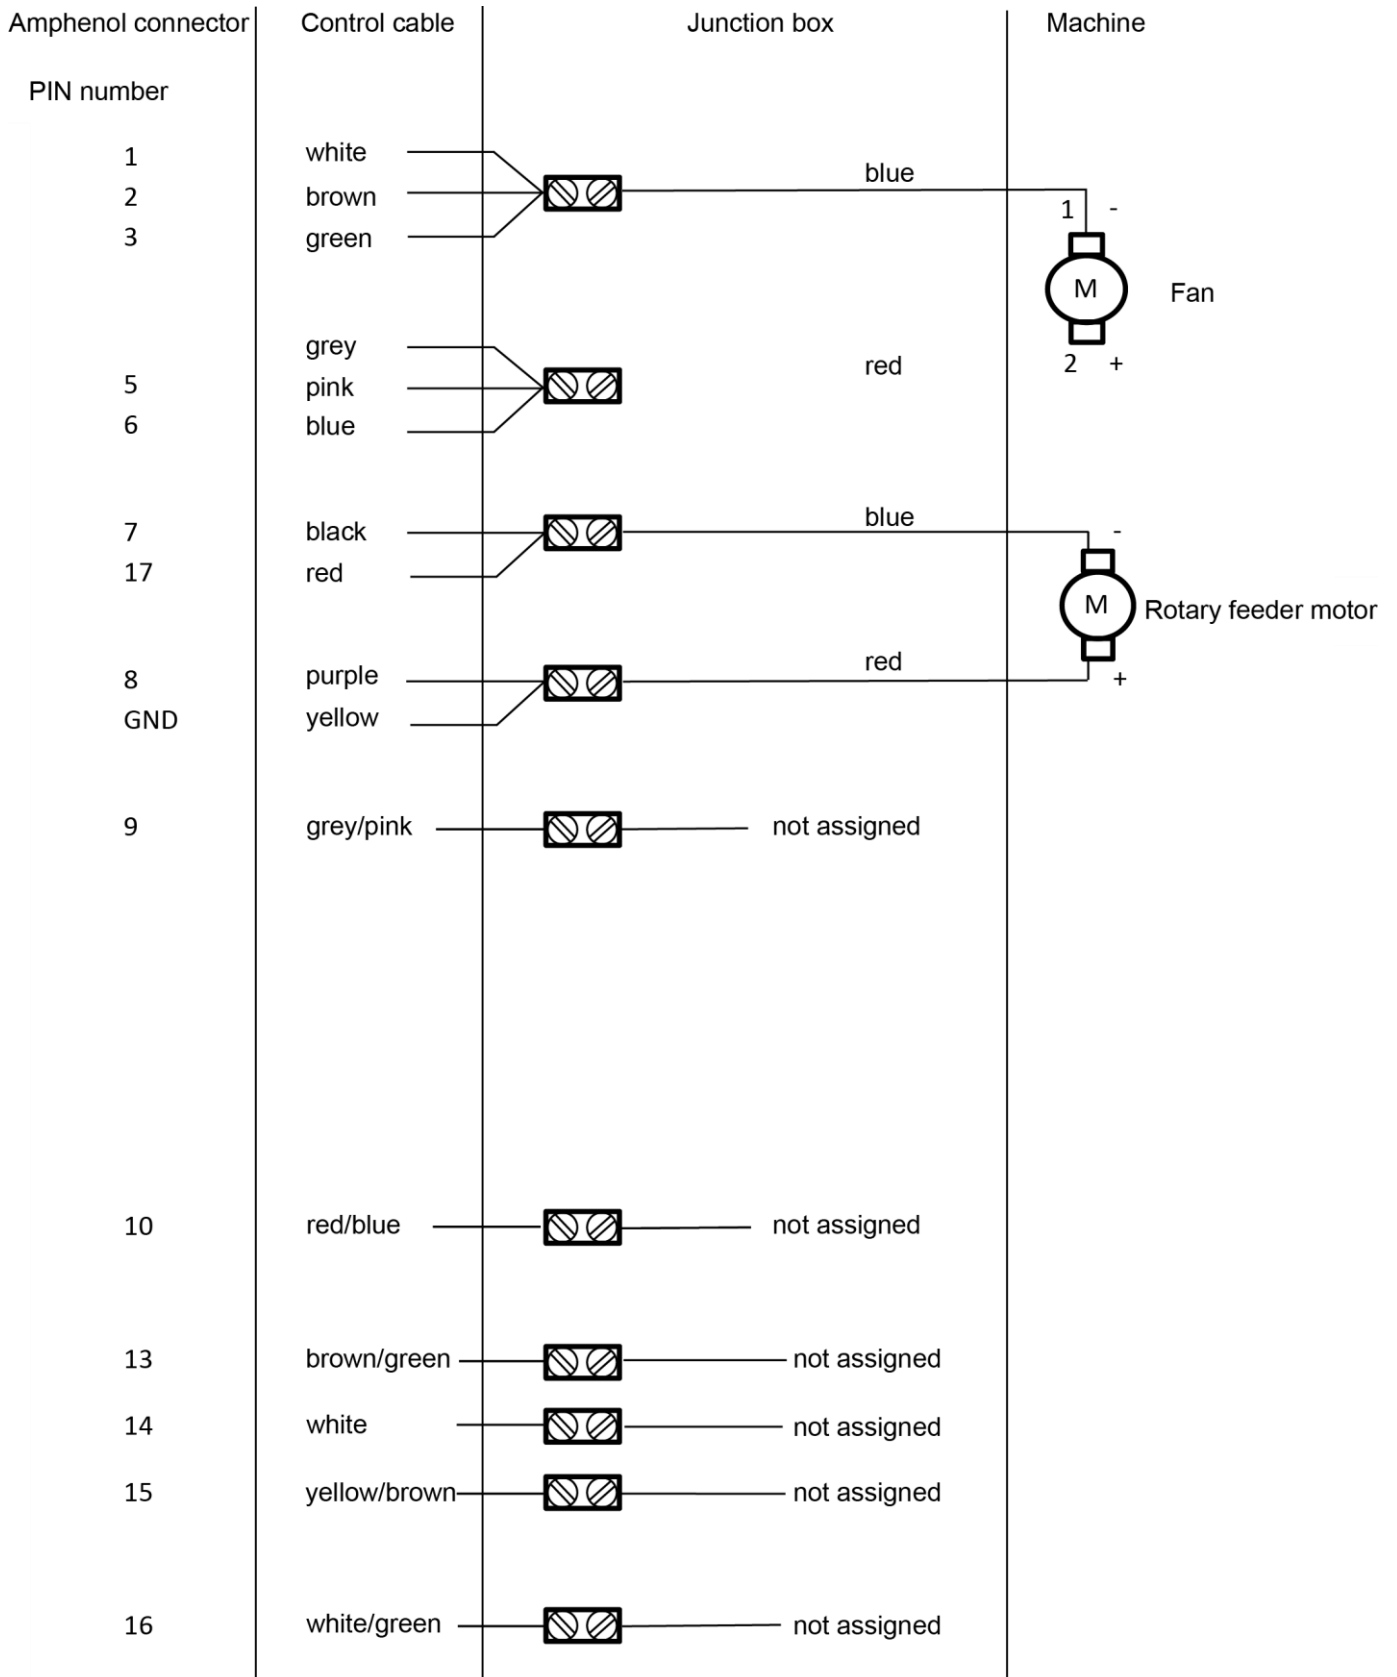 Amphenol connector Control cable Junction box Machine
PIN number
1 white
blue
2 brown
1 -
3 green
M Fan
grey
red
2 +
5 pink
6 blue
blue
7 black
-
17 red
M Rotary feeder motor
red
8 purple
+
GND yellow
9 grey/pink not assigned
10 red/blue not assigned
13 brown/green not assigned
14 white not assigned
15 yellow/brown not assigned
16 white/green not assigned